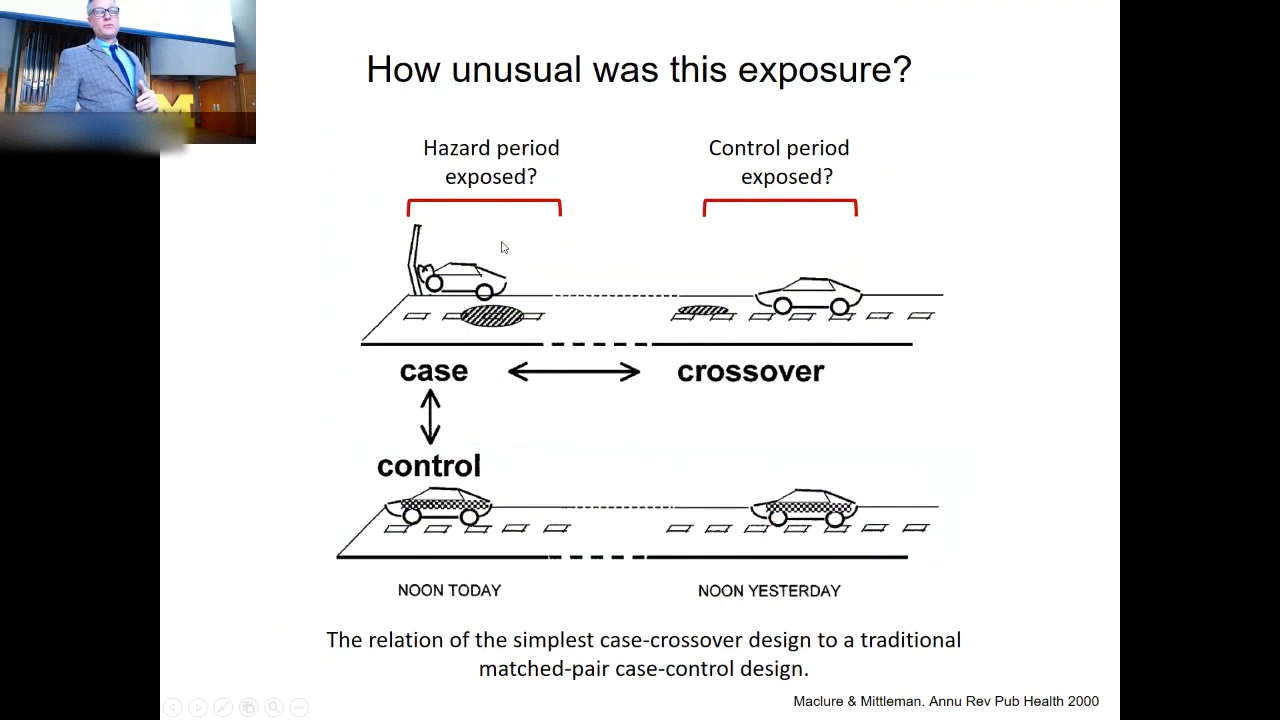 How unusual was this exposure?
Hazard period
exposed?
Control period
exposed?
case
crossover
control
NOON TODAY
NOON YESTERDAY
The relation of the simplest case-crossover design to a traditional
matched-pair case-control design.
Maclure & Mittleman. Annu Rev Pub Health 2000
M